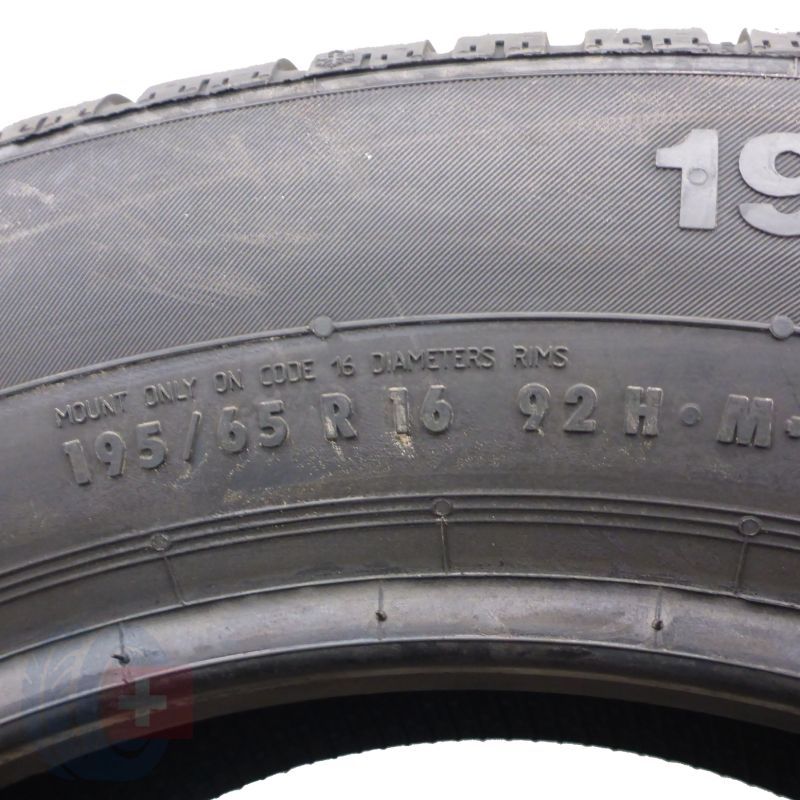 19
MOUNT ONLY ON CODE 16 DIAMETERS RIMS
195/65 R 16 92 H · M+